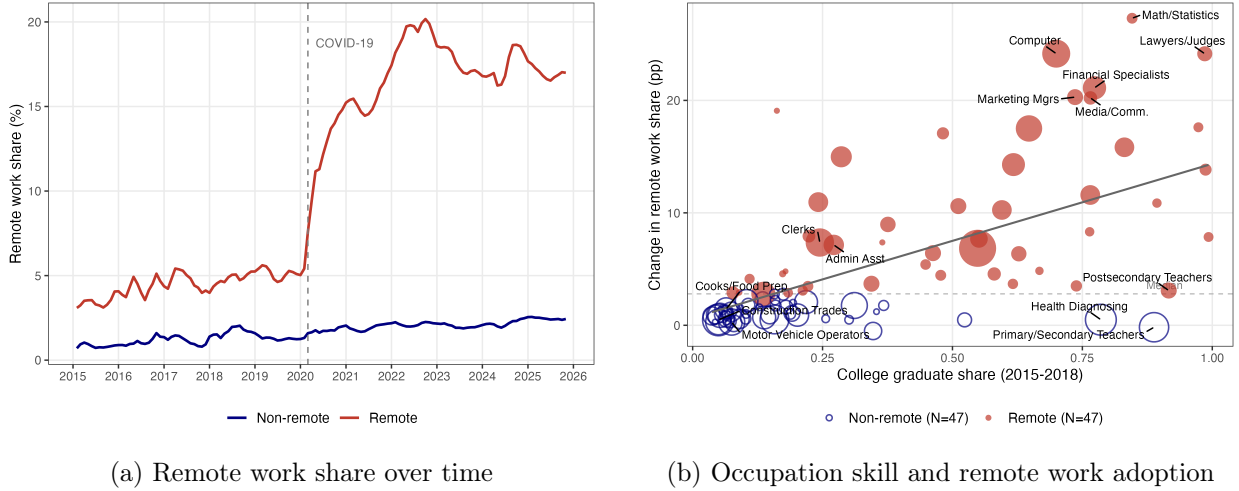 20
15
10
5
0
Remote work share (%)
COVID-19
2015 2016 2017 2018 2019 2020 2021 2022 2023 2024 2025 2026
Non-remote Remote
(a) Remote work share over time
Change in remote work share (pp)
20
10
0
Math/Statistics
Computer
Lawyers/Judges
Financial Specialists
Marketing Mgrs
Media/Comm.
Clerks
Admin Asst
Postsecondary Teachers
Median
Cooks/Food Prep
Construction Trades
Health Diagnosing
Motor Vehicle Operators
Primary/Secondary Teachers
0.00 0.25 0.50 0.75 1.00
College graduate share (2015-2018)
Non-remote (N=47) Remote (N=47)
(b) Occupation skill and remote work adoption